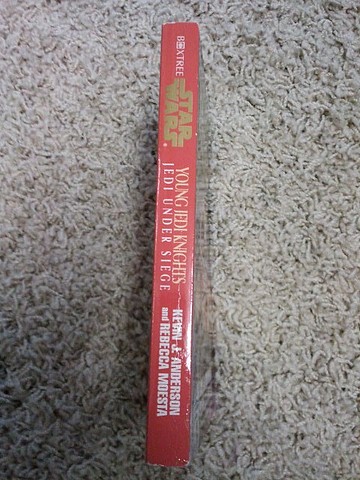 BOXTREE
STAR
WARS®
YOUNG JEDI KNIGHTS
JEDI UNDER SIEGE
KEVIN J. ANDERSON
and REBECCA MOESTA